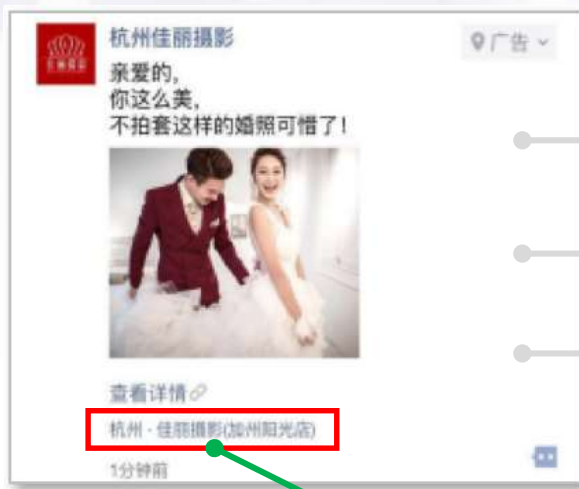 杭州佳丽摄影
广告
亲爱的，
你这么美，
不拍套这样的婚照可惜了！
查看详情
杭州 · 佳丽摄影(加州阳光店)
1分钟前